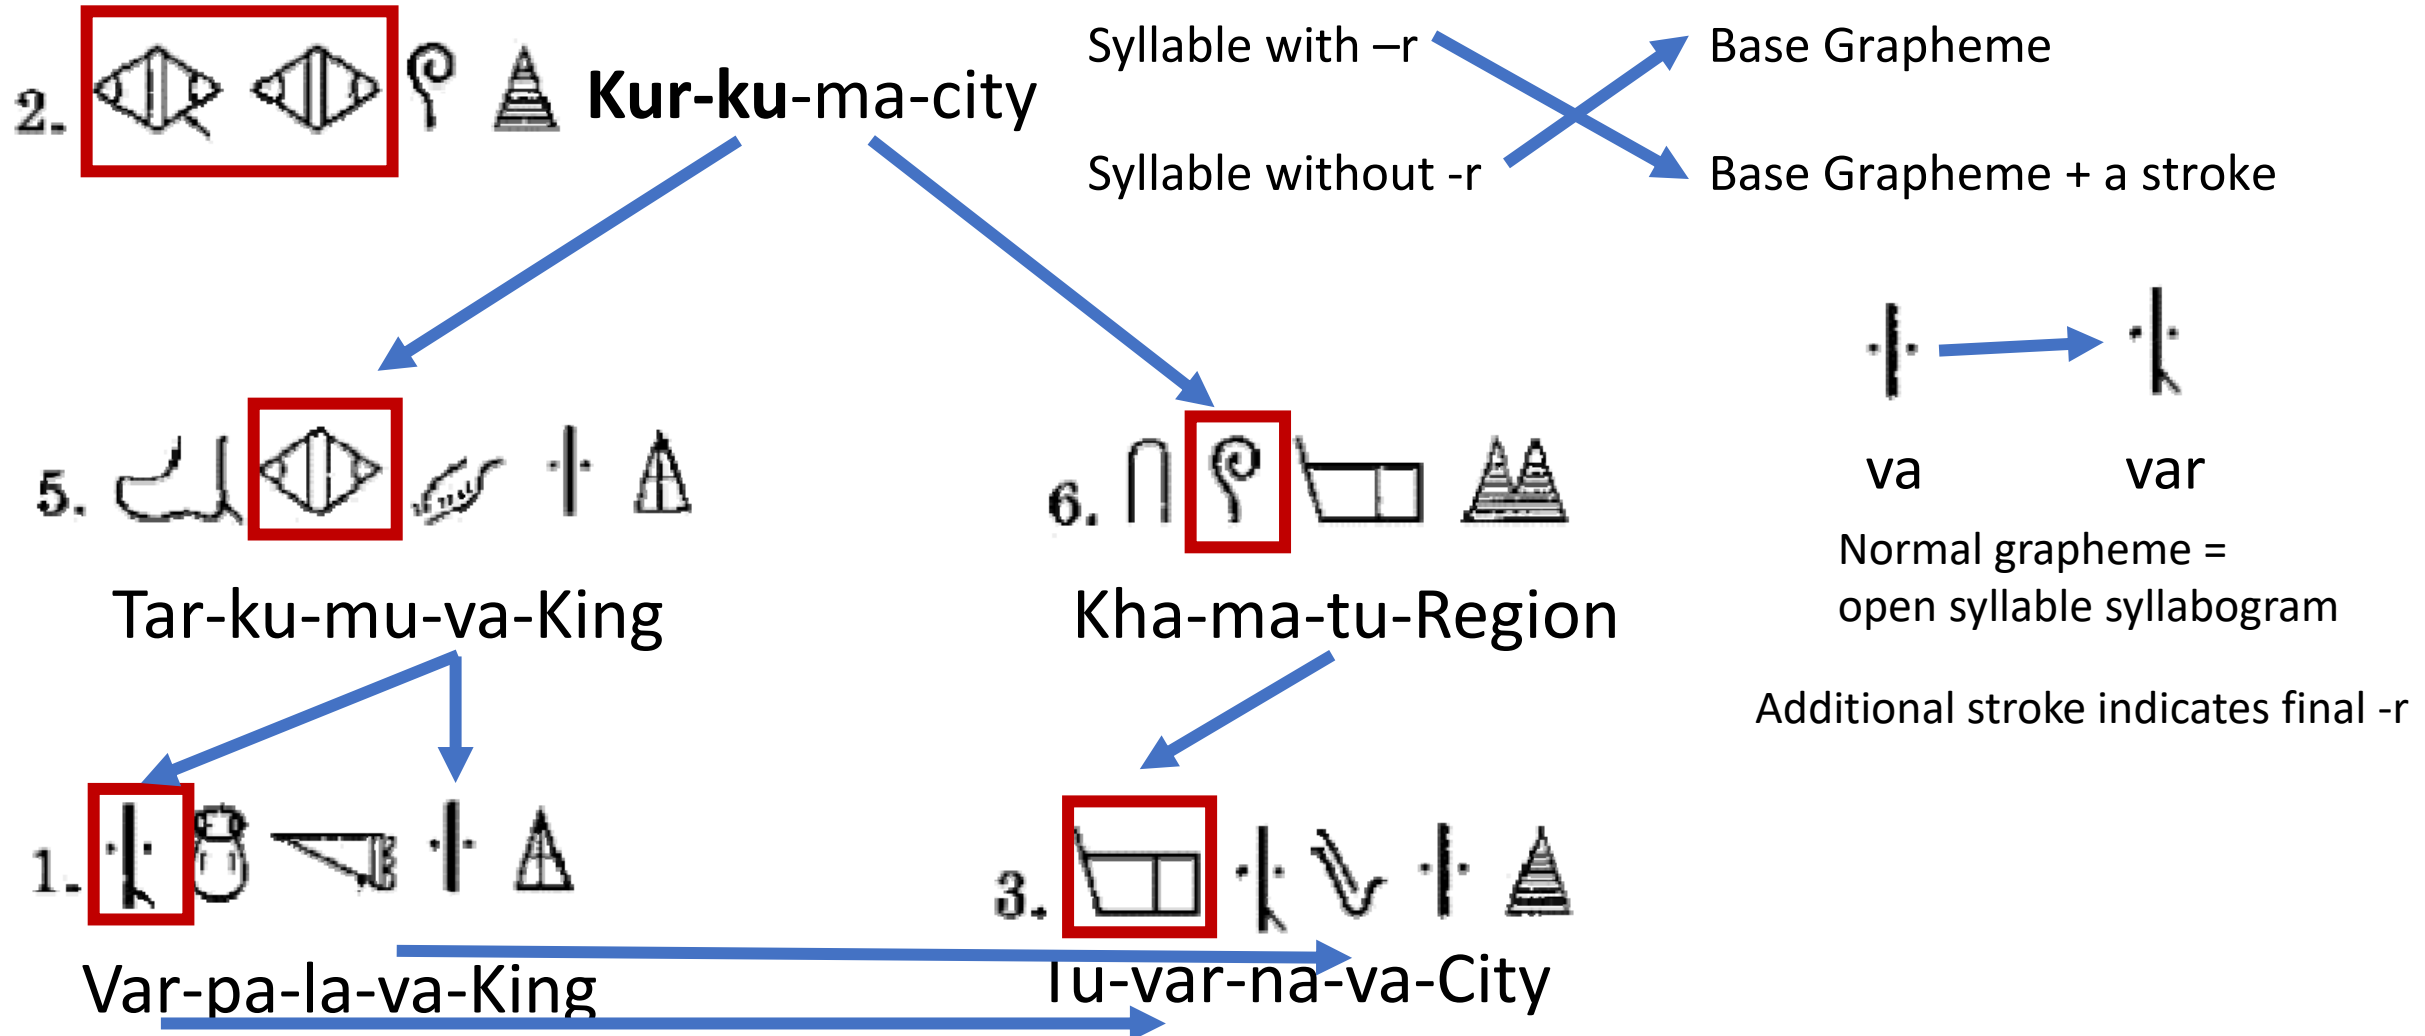 2. Kur-ku-ma-city
Syllable with –r
Base Grapheme
Syllable without -r
Base Grapheme + a stroke
5.
Tar-ku-mu-va-King
6.
Kha-ma-tu-Region
va
var
Normal grapheme =
open syllable syllabogram
Additional stroke indicates final -r
1.
Var-pa-la-va-King
3.
Tu-var-na-va-City